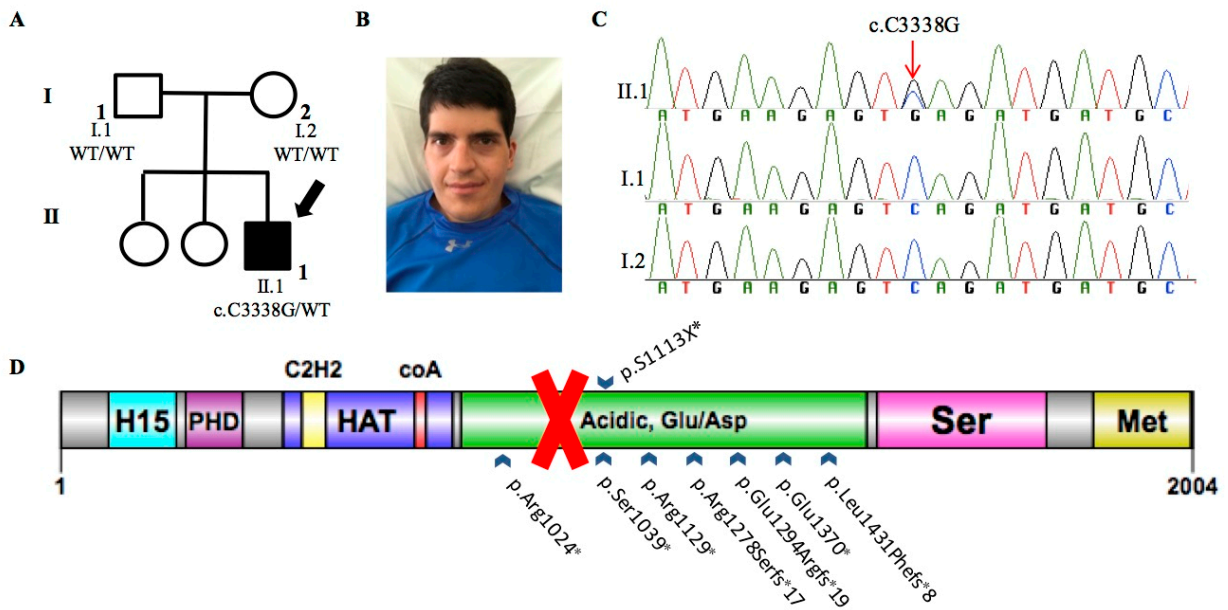 A
I
1
I.1
WT/WT
2
I.2
WT/WT
II
1
II.1
c.C3338G/WT
B
C
c.C3338G
II.1
A T G A A G A G T G A G A T G A T G C
I.1
A T G A A G A G T C A G A T G A T G C
I.2
A T G A A G A G T C A G A T G A T G C
D
p.S1113X*
C2H2
coA
H15
PHD
HAT
Acidic, Glu/Asp
Ser
Met
1
2004
p.Arg1024*
p.Ser1039*
p.Arg1129*
p.Arg1278Serfs*17
p.Glu1294Argfs*19
p.Glu1370*
p.Leu1431Phefs*8